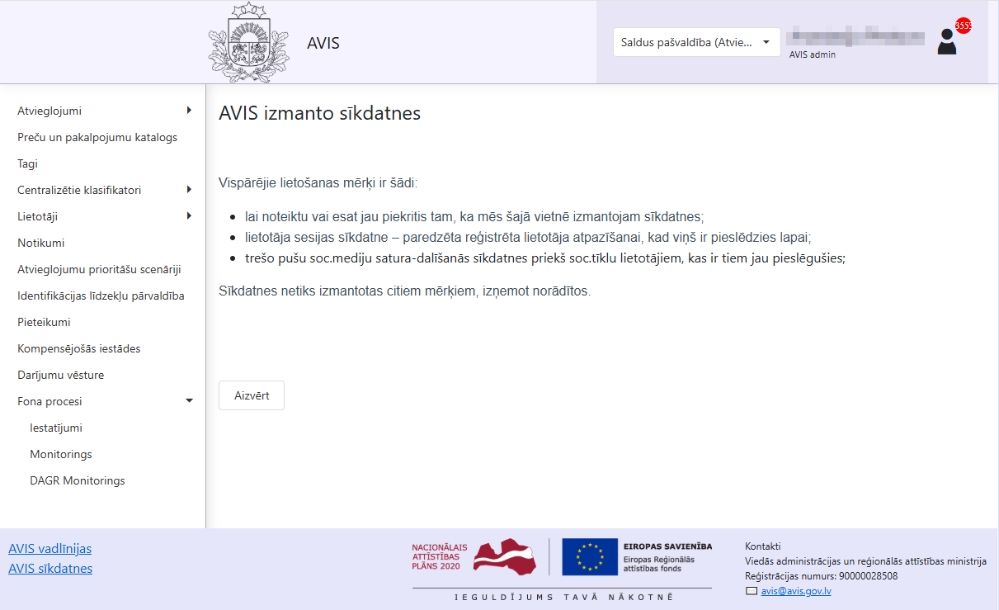 AVIS
Saldus pašvaldība (Atvie...
AVIS admin
Atvieglojumi
Preču un pakalpojumu katalogs
Tagi
Centralizētie klasifikatori
Lietotāji
Notikumi
Atvieglojumu prioritāšu scenāriji
Identifikācijas līdzekļu pārvaldība
Pieteikumi
Kompensējošās iestādes
Darījumu vēsture
Fona procesi
Iestatījumi
Monitorings
DAGR Monitorings
AVIS izmanto sīkdatnes
Vispārējie lietošanas mērķi ir šādi:
lai noteiktu vai esat jau piekritis tam, ka mēs šajā vietnē izmantojam sīkdatnes;
lietotāja sesijas sīkdatne – paredzēta reģistrēta lietotāja atpazīšanai, kad viņš ir pieslēdzies lapai;
trešo pušu soc.mediju satura-dalīšanās sīkdatnes priekš soc.tīklu lietotājiem, kas ir tiem jau pieslēgušies;
Sīkdatnes netiks izmantotas citiem mērķiem, izņemot norādītos.
Aizvērt
AVIS vadlīnijas
AVIS sīkdatnes
NACIONĀLAIS
ATTĪSTĪBAS
PLĀNS 2020
EIROPAS SAVIENĪBA
Eiropas Reģionālās
attīstības fonds
IEGULDĪJUMS TAVĀ NĀKOTNĒ
Kontakti
Viedās administrācijas un reģionālās attīstības ministrija
Reģistrācijas numurs: 90000028508
avis@avis.gov.lv